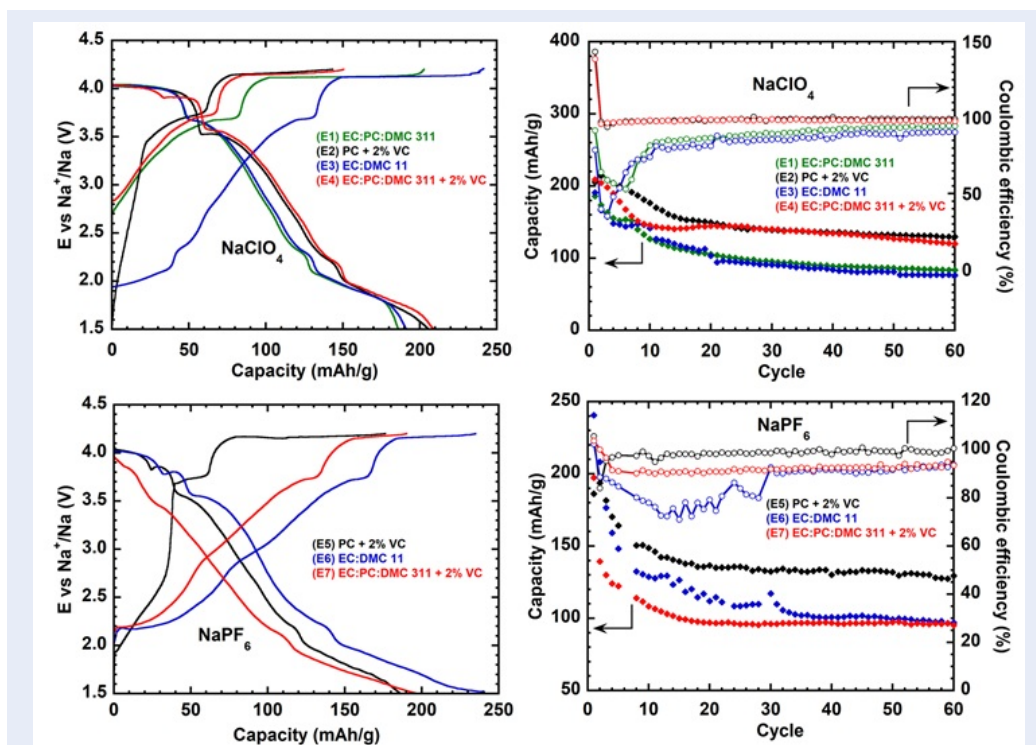 4.5
4.0
3.5
3.0
2.5
2.0
1.5
E vs Na+/Na (V)
(E1) EC:PC:DMC 311
(E2) PC + 2% VC
(E3) EC:DMC 11
(E4) EC:PC:DMC 311 + 2% VC
NaClO4
0 50 100 150 200 250
Capacity (mAh/g)
400
300
200
100
0
Capacity (mAh/g)
NaClO4
(E1) EC:PC:DMC 311
(E2) PC + 2% VC
(E3) EC:DMC 11
(E4) EC:PC:DMC 311 + 2% VC
150
100
50
0
Coulombic efficiency (%)
0 10 20 30 40 50 60
Cycle
4.5
4.0
3.5
3.0
2.5
2.0
1.5
E vs Na+/Na (V)
(E5) PC + 2% VC
(E6) EC:DMC 11
(E7) EC:PC:DMC 311 + 2% VC
NaPF6
0 50 100 150 200 250
Capacity (mAh/g)
250
200
150
100
50
Capacity (mAh/g)
NaPF6
(E5) PC + 2% VC
(E6) EC:DMC 11
(E7) EC:PC:DMC 311 + 2% VC
120
100
80
60
40
20
0
Coulombic efficiency (%)
0 10 20 30 40 50 60
Cycle